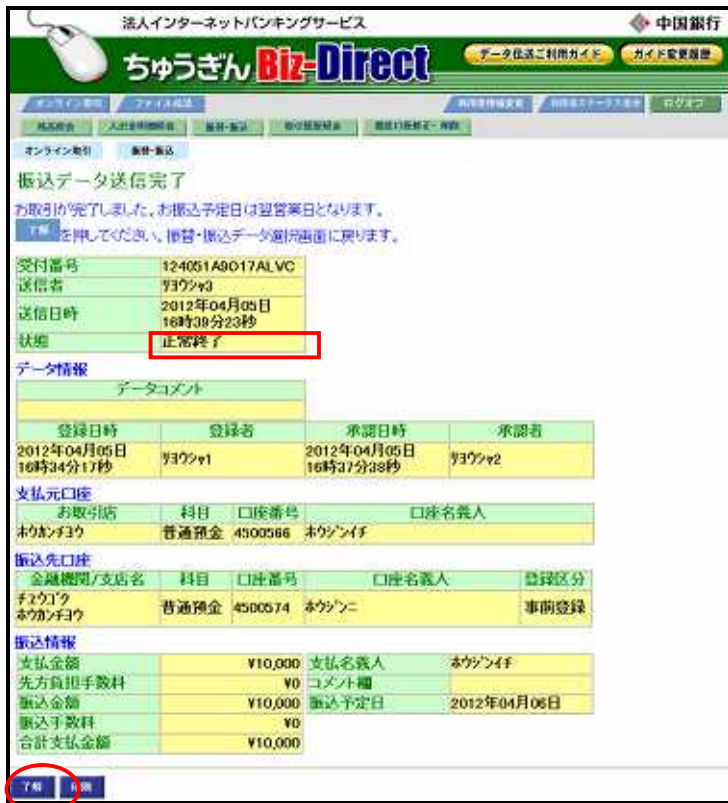 法人インターネットバンキングサービス
中国銀行
ちゅうぎん Biz-Direct
データ伝送ご利用ガイド ガイド変更履歴
オンライン取引 ファイル伝送
ログオフ
残高照会 入出金明細照会 振替・振込
オンライン取引 振替・振込
振込データ送信完了
お取引が完了しました。お振込予定日は翌営業日となります。
了解 を押してください。振替・振込データ選択画面に戻ります。
受付番号 124051A9O17ALVC
送信者 ﾘﾖｳｼｬ3
送信日時 2012年04月05日
16時39分23秒
状態 正常終了
データ情報
データコメント
登録日時 登録者 承認日時 承認者
2012年04月05日
16時34分17秒 ﾘﾖｳｼｬ1 2012年04月05日
16時37分38秒 ﾘﾖｳｼｬ2
支払元口座
お取引店 科目 口座番号 口座名義人
ﾎｳｶﾝﾁﾖｳ 普通預金 4500566 ﾎｳｼﾞﾝｲﾁ
振込先口座
金融機関/支店名 科目 口座番号 口座名義人 登録区分
ﾁﾕｳｺﾞｸ
ﾎｳｶﾝﾁﾖｳ 普通預金 4500574 ﾎｳｼﾞﾝﾆ 事前登録
振込情報
支払金額 ¥10,000 支払名義人 ﾎｳｼﾞﾝｲﾁ
先方負担手数料 ¥0 コメント欄
振込金額 ¥10,000 振込予定日 2012年04月06日
振込手数料 ¥0
合計支払金額 ¥10,000
了解 印刷